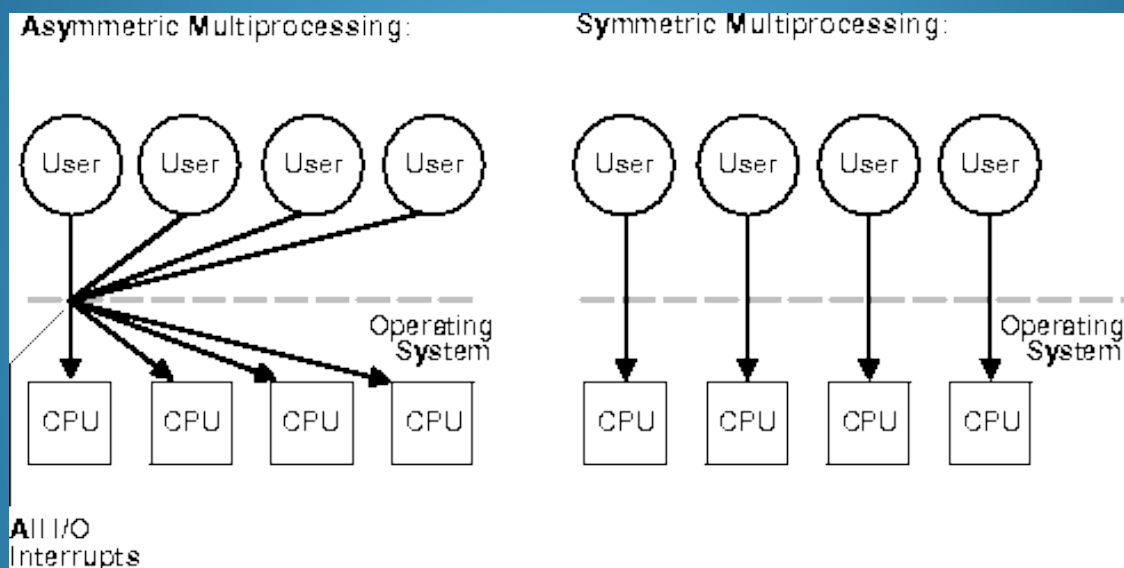 Asymmetric Multiprocessing:
Symmetric Multiprocessing:
User
User
User
User
User
User
User
User
Operating
System
Operating
System
CPU
CPU
CPU
CPU
CPU
CPU
CPU
CPU
All I/O
Interrupts